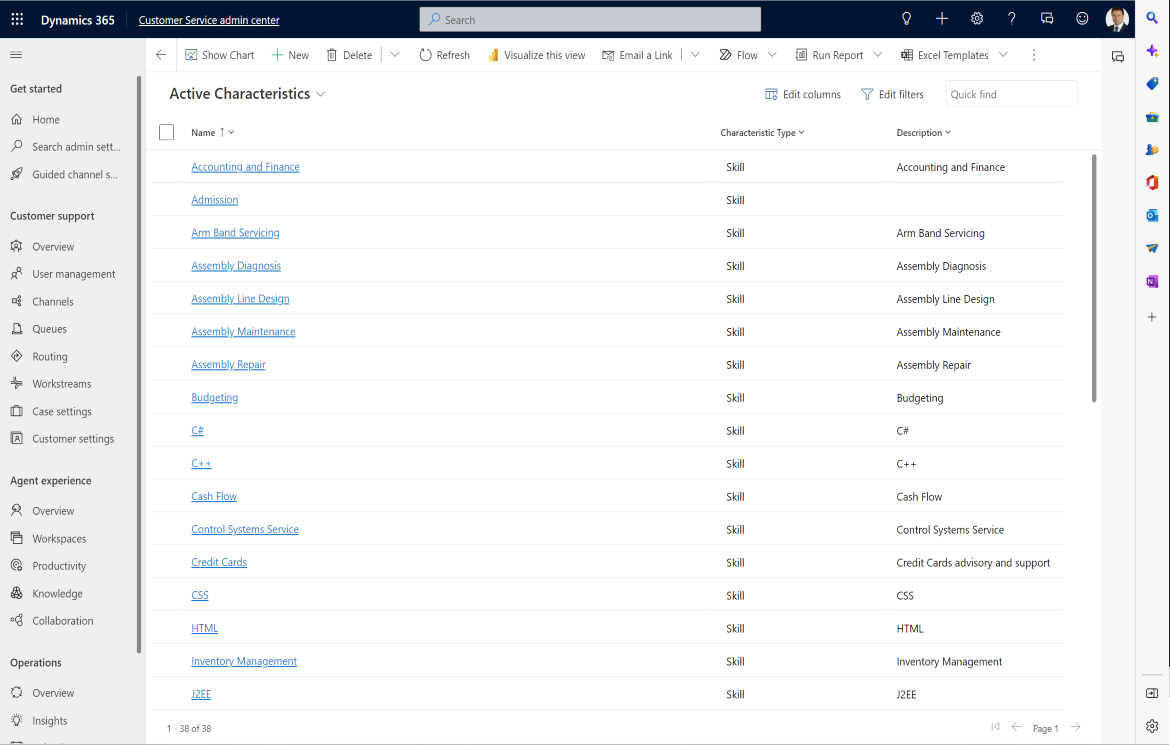 Dynamics 365 Customer Service admin center Search
Show Chart New Delete Refresh Visualize this view Email a Link Flow Run Report Excel Templates
Get started
Home
Search admin sett...
Guided channel s...
Customer support
Overview
User management
Channels
Queues
Routing
Workstreams
Case settings
Customer settings
Agent experience
Overview
Workspaces
Productivity
Knowledge
Collaboration
Operations
Overview
Insights
Active Characteristics Edit columns Edit filters Quick find
Name ↑ Characteristic Type Description
Accounting and Finance Skill Accounting and Finance
Admission Skill
Arm Band Servicing Skill Arm Band Servicing
Assembly Diagnosis Skill Assembly Diagnosis
Assembly Line Design Skill Assembly Line Design
Assembly Maintenance Skill Assembly Maintenance
Assembly Repair Skill Assembly Repair
Budgeting Skill Budgeting
C# Skill C#
C++ Skill C++
Cash Flow Skill Cash Flow
Control Systems Service Skill Control Systems Service
Credit Cards Skill Credit Cards advisory and support
CSS Skill CSS
HTML Skill HTML
Inventory Management Skill Inventory Management
J2EE Skill J2EE
1 - 38 of 38 Page 1